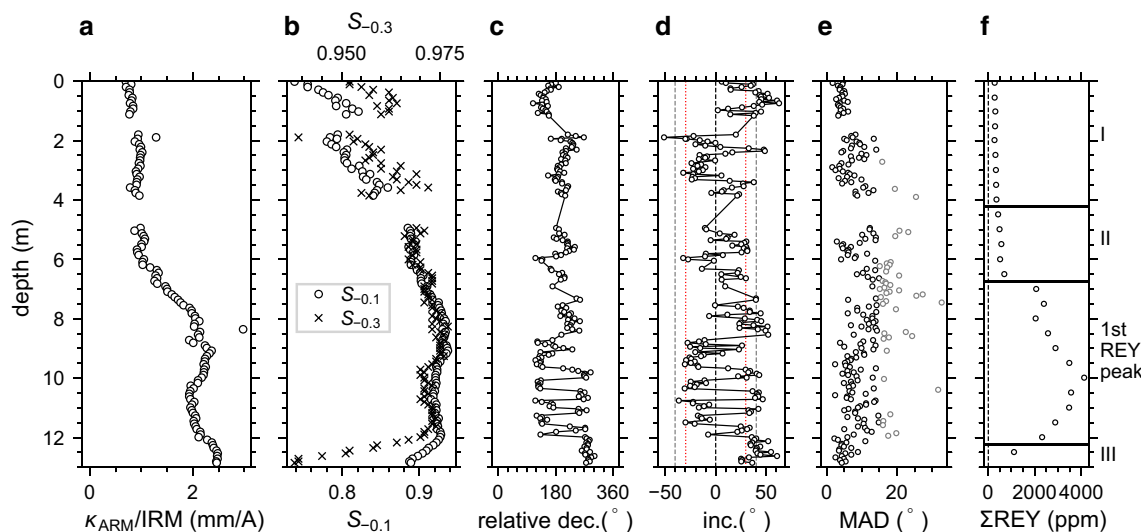 a b c d e f
S−0.3
0.950 0.975
0
2
4
6
8
10
12
depth (m)
S−0.1
S−0.3
I
II
1st
REY
peak
III
0 2
0.8 0.9
0 180 360
−50 0 50
0 20 40
0 2000 4000
κARM/IRM (mm/A)
S−0.1
relative dec.(°)
inc.(°)
MAD (°)
ΣREY (ppm)